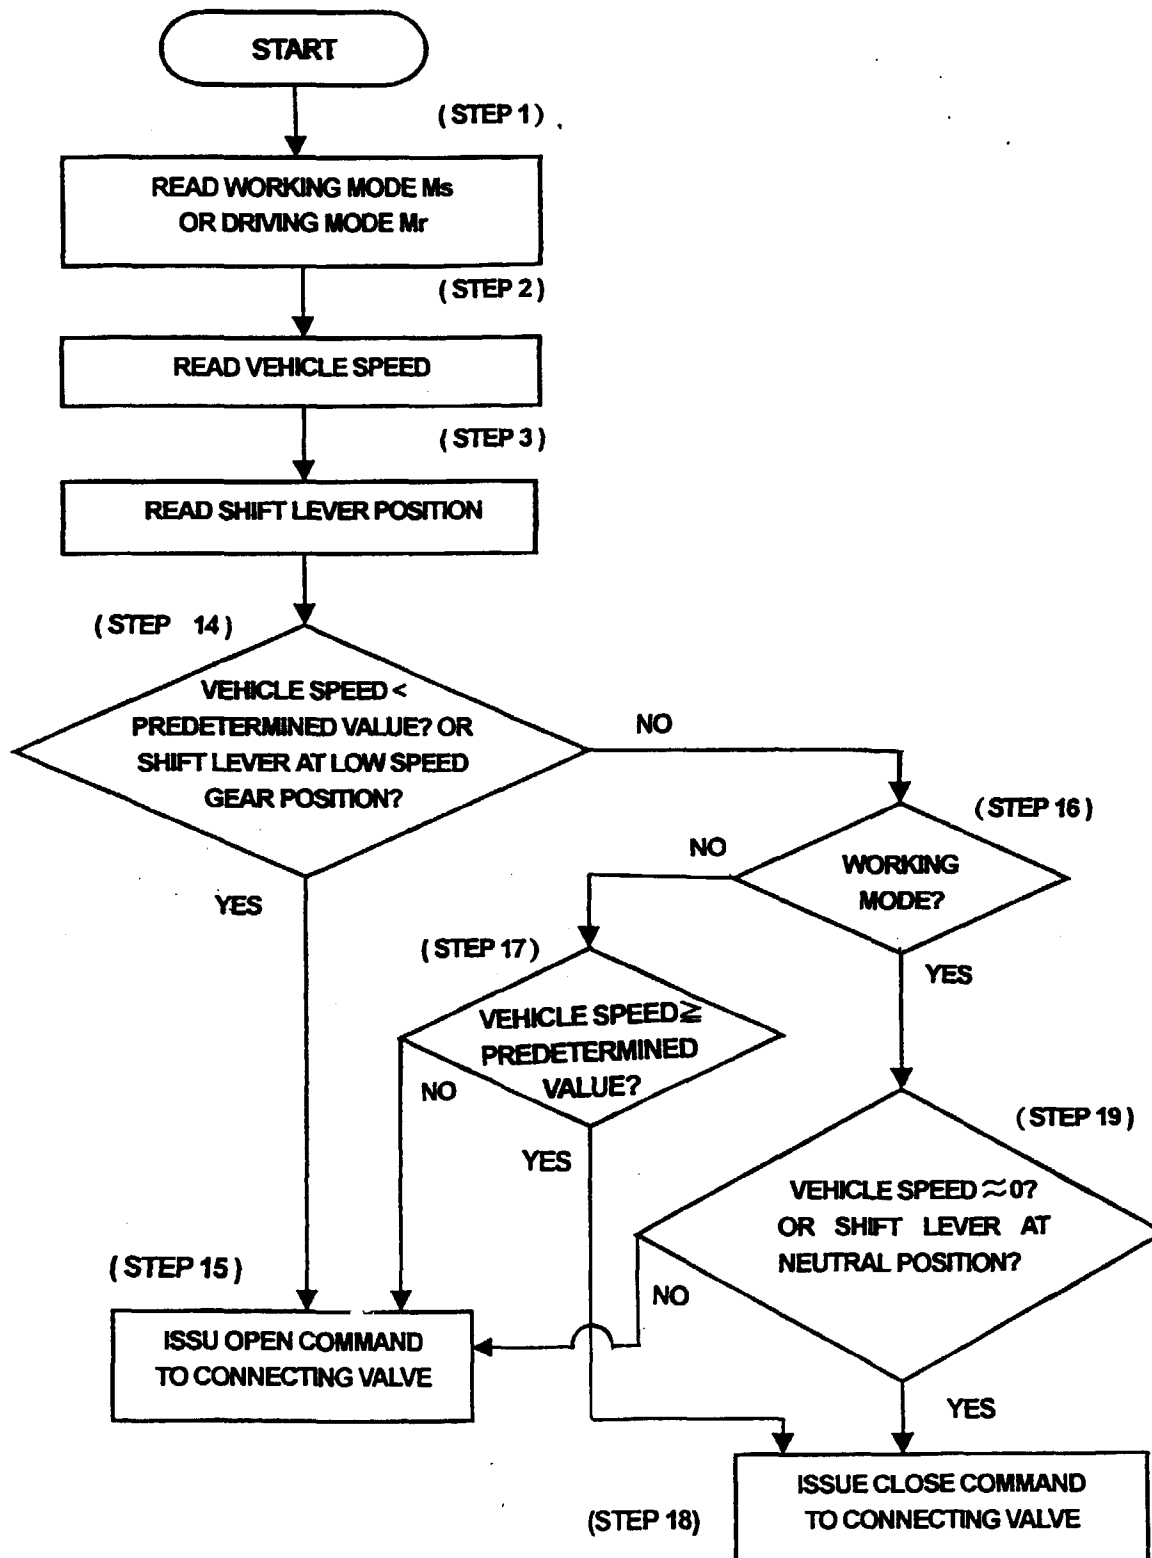 START
( STEP 1 )
READ WORKING MODE Ms
OR DRIVING MODE Mr
( STEP 2 )
READ VEHICLE SPEED
( STEP 3 )
READ SHIFT LEVER POSITION
( STEP 14 )
VEHICLE SPEED <
PREDETERMINED VALUE? OR
SHIFT LEVER AT LOW SPEED
GEAR POSITION?
NO
YES
( STEP 16 )
WORKING
MODE?
NO
YES
( STEP 17 )
VEHICLE SPEED ≧
PREDETERMINED
VALUE?
NO
YES
( STEP 19 )
VEHICLE SPEED ≈ 0?
OR SHIFT LEVER AT
NEUTRAL POSITION?
NO
YES
( STEP 15 )
ISSU OPEN COMMAND
TO CONNECTING VALVE
ISSUE CLOSE COMMAND
TO CONNECTING VALVE
(STEP 18)